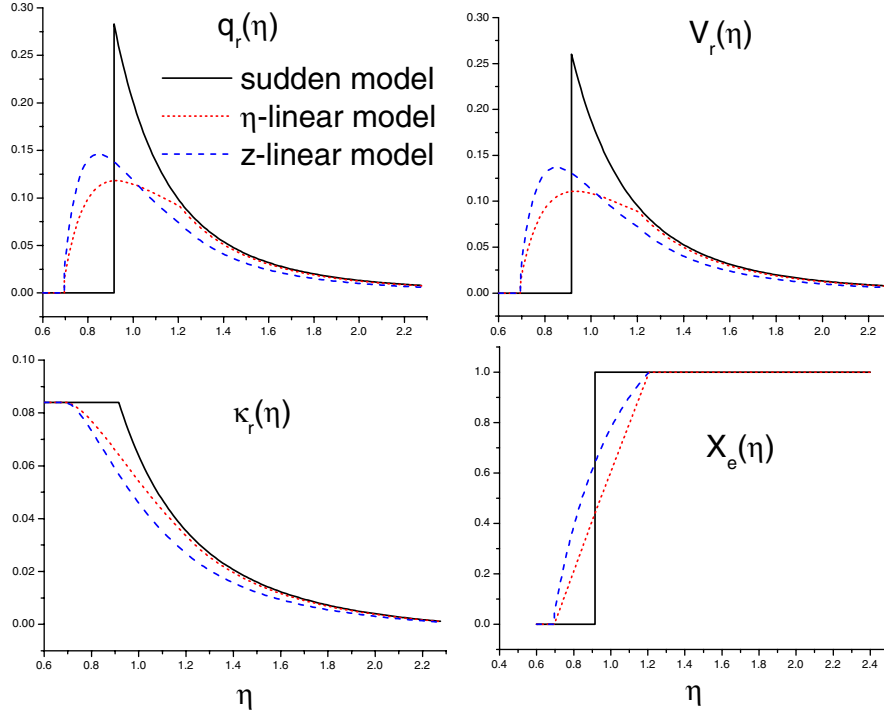 q_r(η)
sudden model
η-linear model
z-linear model
0.30
0.25
0.20
0.15
0.10
0.05
0.00
0.6 0.8 1.0 1.2 1.4 1.6 1.8 2.0 2.2
V_r(η)
0.30
0.25
0.20
0.15
0.10
0.05
0.00
0.6 0.8 1.0 1.2 1.4 1.6 1.8 2.0 2.2
κ_r(η)
0.10
0.08
0.06
0.04
0.02
0.00
0.6 0.8 1.0 1.2 1.4 1.6 1.8 2.0 2.2
η
X_e(η)
1.0
0.8
0.6
0.4
0.2
0.0
0.4 0.6 0.8 1.0 1.2 1.4 1.6 1.8 2.0 2.2 2.4
η